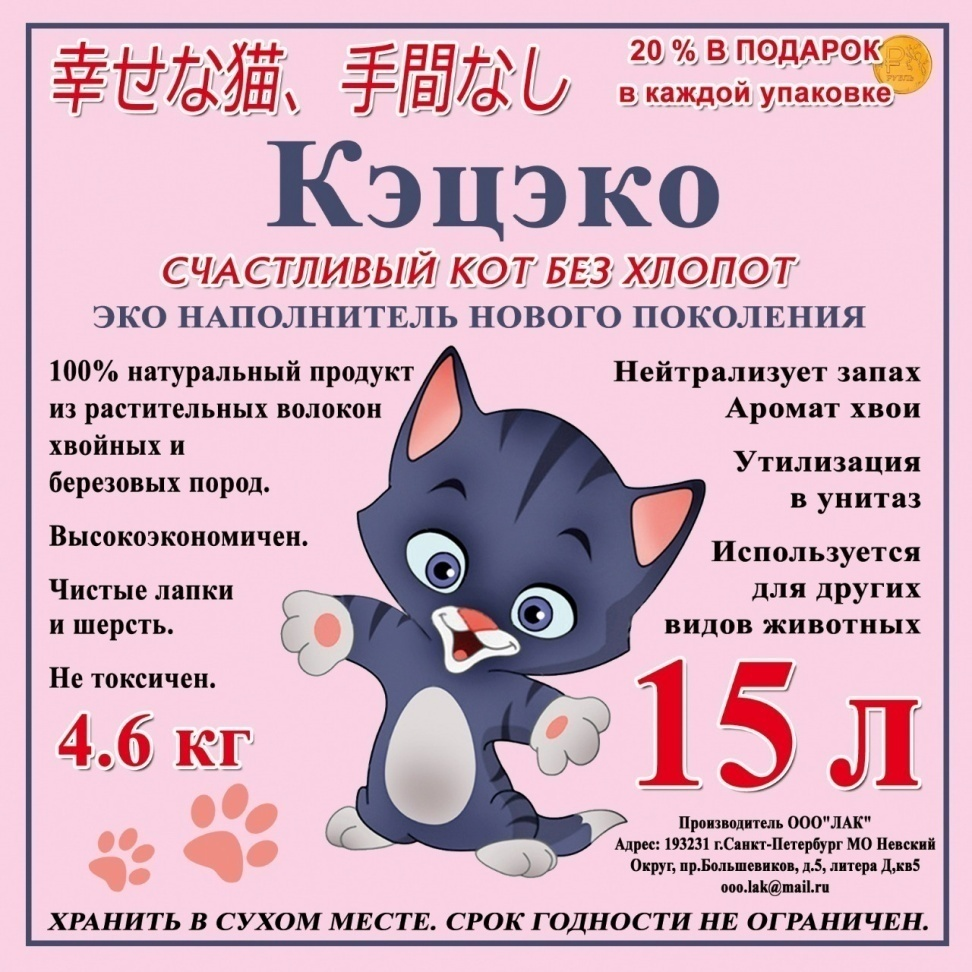 幸せな猫、手間なし
20 % В ПОДАРОК
в каждой упаковке
РУБЛЬ
Кэцэко
СЧАСТЛИВЫЙ КОТ БЕЗ ХЛОПОТ
ЭКО НАПОЛНИТЕЛЬ НОВОГО ПОКОЛЕНИЯ
100% натуральный продукт
из растительных волокон
хвойных и
березовых пород.
Высокоэкономичен.
Чистые лапки
и шерсть.
Не токсичен.
4.6 кг
Нейтрализует запах
Аромат хвои
Утилизация
в унитаз
Используется
для других
видов животных
15 л
Производитель ООО"ЛАК"
Адрес: 193231 г.Санкт-Петербург МО Невский
Округ, пр.Большевиков, д.5, литера Д,кв5
ooo.lak@mail.ru
ХРАНИТЬ В СУХОМ МЕСТЕ. СРОК ГОДНОСТИ НЕ ОГРАНИЧЕН.